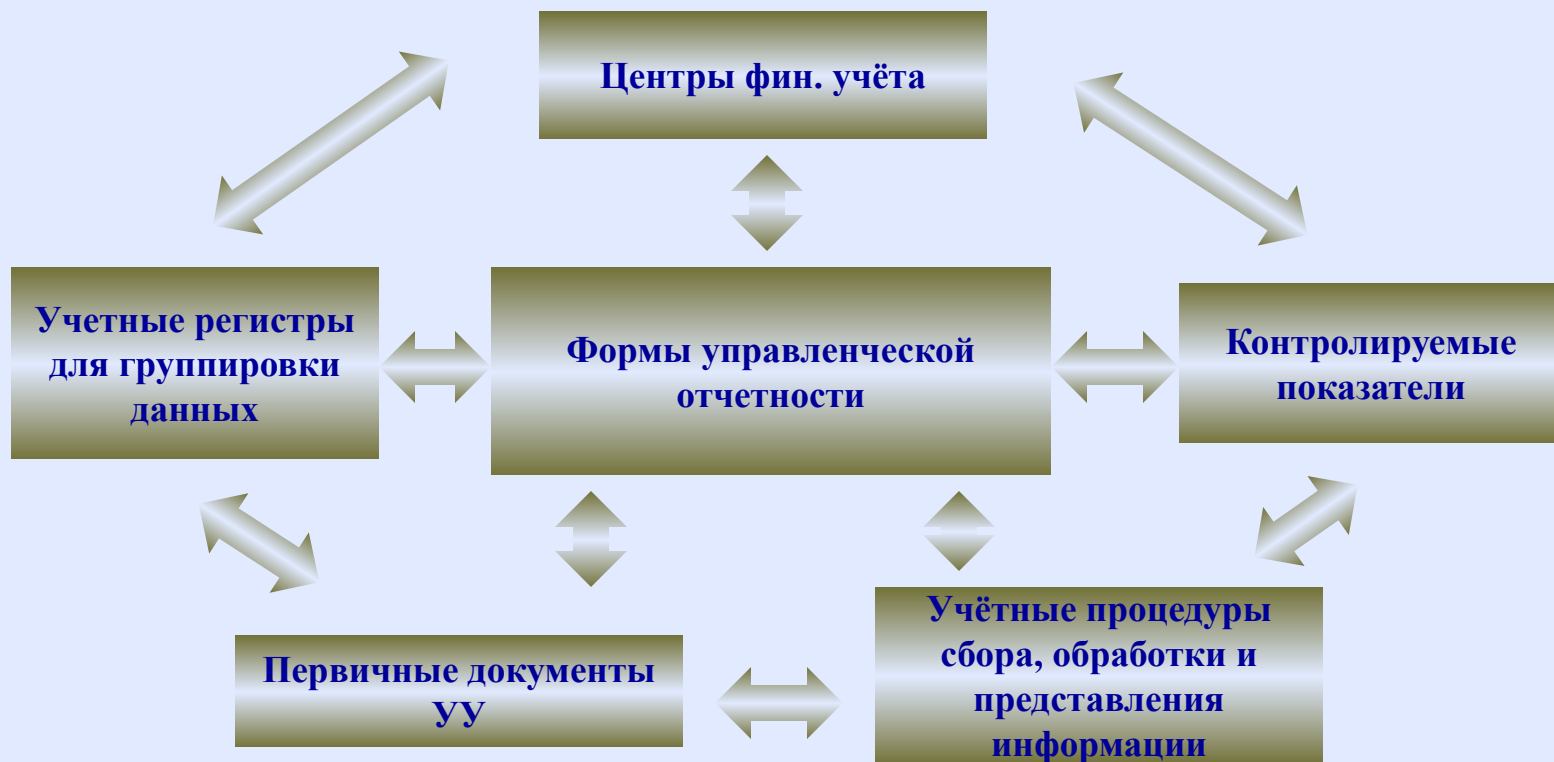 Центры фин. учёта
Учетные регистры
для группировки
данных
Формы управленческой
отчетности
Контролируемые
показатели
Первичные документы
УУ
Учётные процедуры
сбора, обработки и
представления
информации